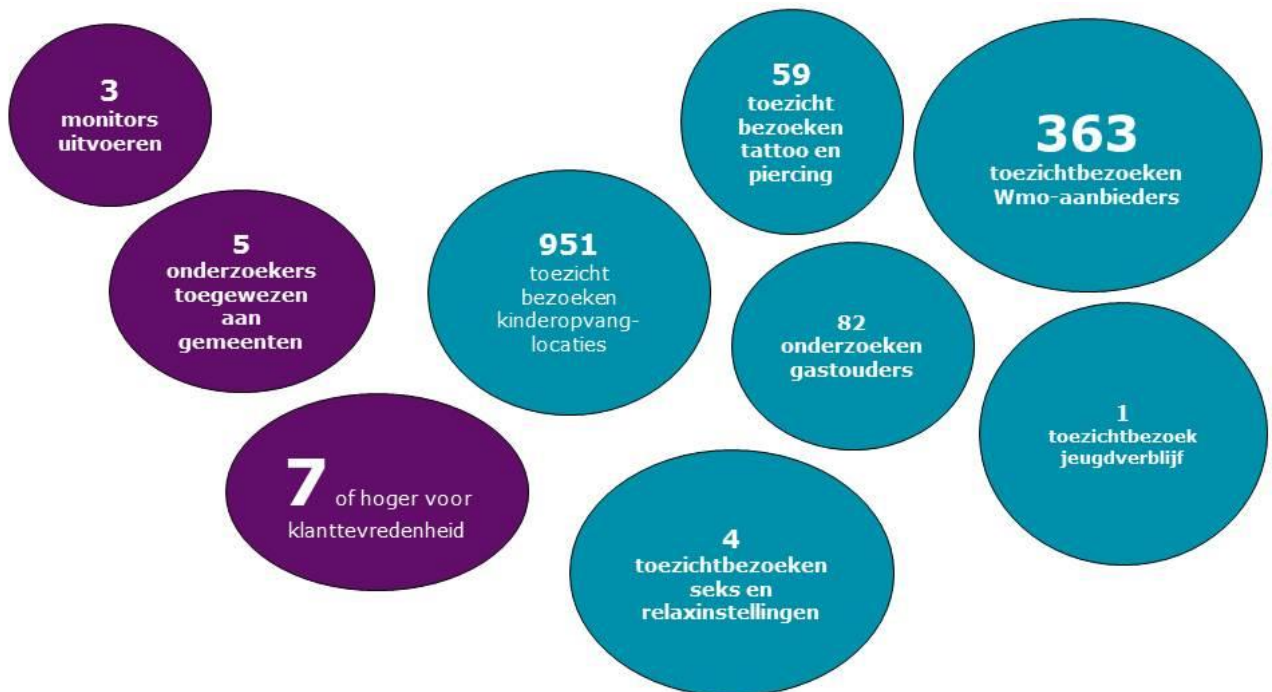 3
monitors
uitvoeren
5
onderzoekers
toegewezen
aan
gemeenten
7 of hoger voor
klanttevredenheid
951
toezicht
bezoeken
kinderopvang-
locaties
59
toezicht
bezoeken
tattoo en
piercing
363
toezichtbezoeken
Wmo-aanbieders
82
onderzoeken
gastouders
1
toezichtbezoek
jeugdverblijf
4
toezichtbezoeken
seks en
relaxinstellingen